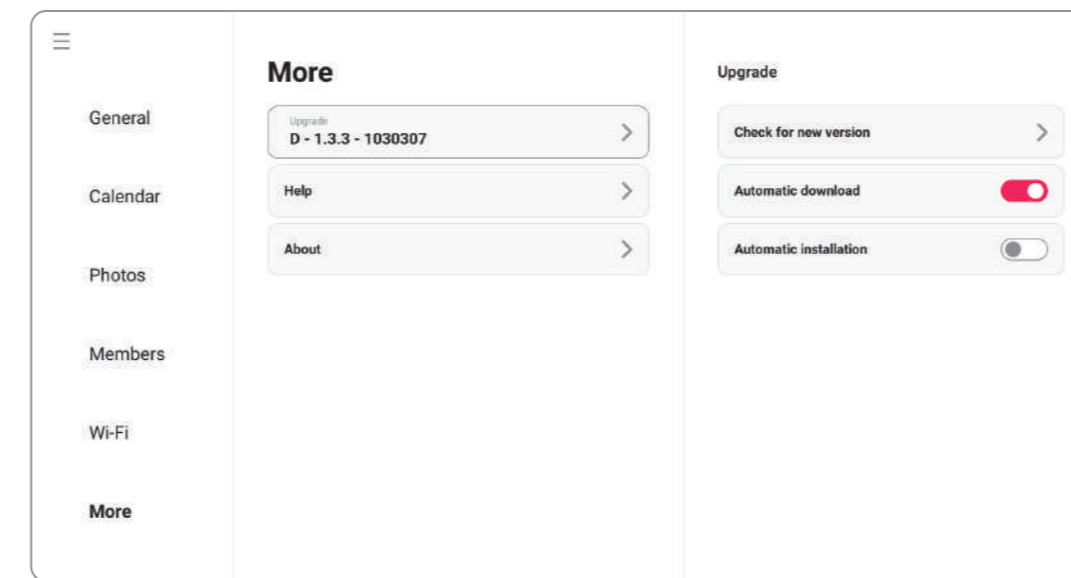 General
Calendar
Photos
Members
Wi-Fi
More
More
Upgrade
D - 1.3.3 - 1030307
Help
About
Upgrade
Check for new version
Automatic download
Automatic installation